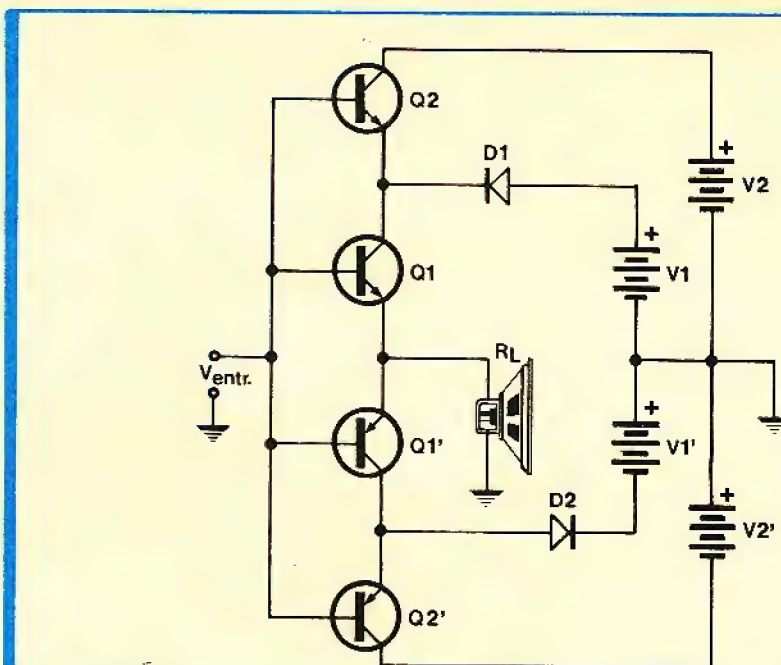 Q2
D1
+
V2
+
Q1
V1
RL
Ventr.
+
Q1'
V1'
D2
+
V2'
Q2'